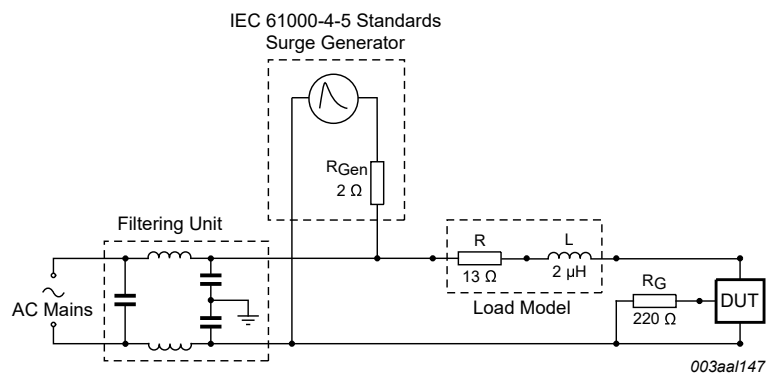 IEC 61000-4-5 Standards
Surge Generator
RGen
2 Ω
Filtering Unit
AC Mains
R
13 Ω
L
2 μH
Load Model
RG
220 Ω
DUT
003aal147